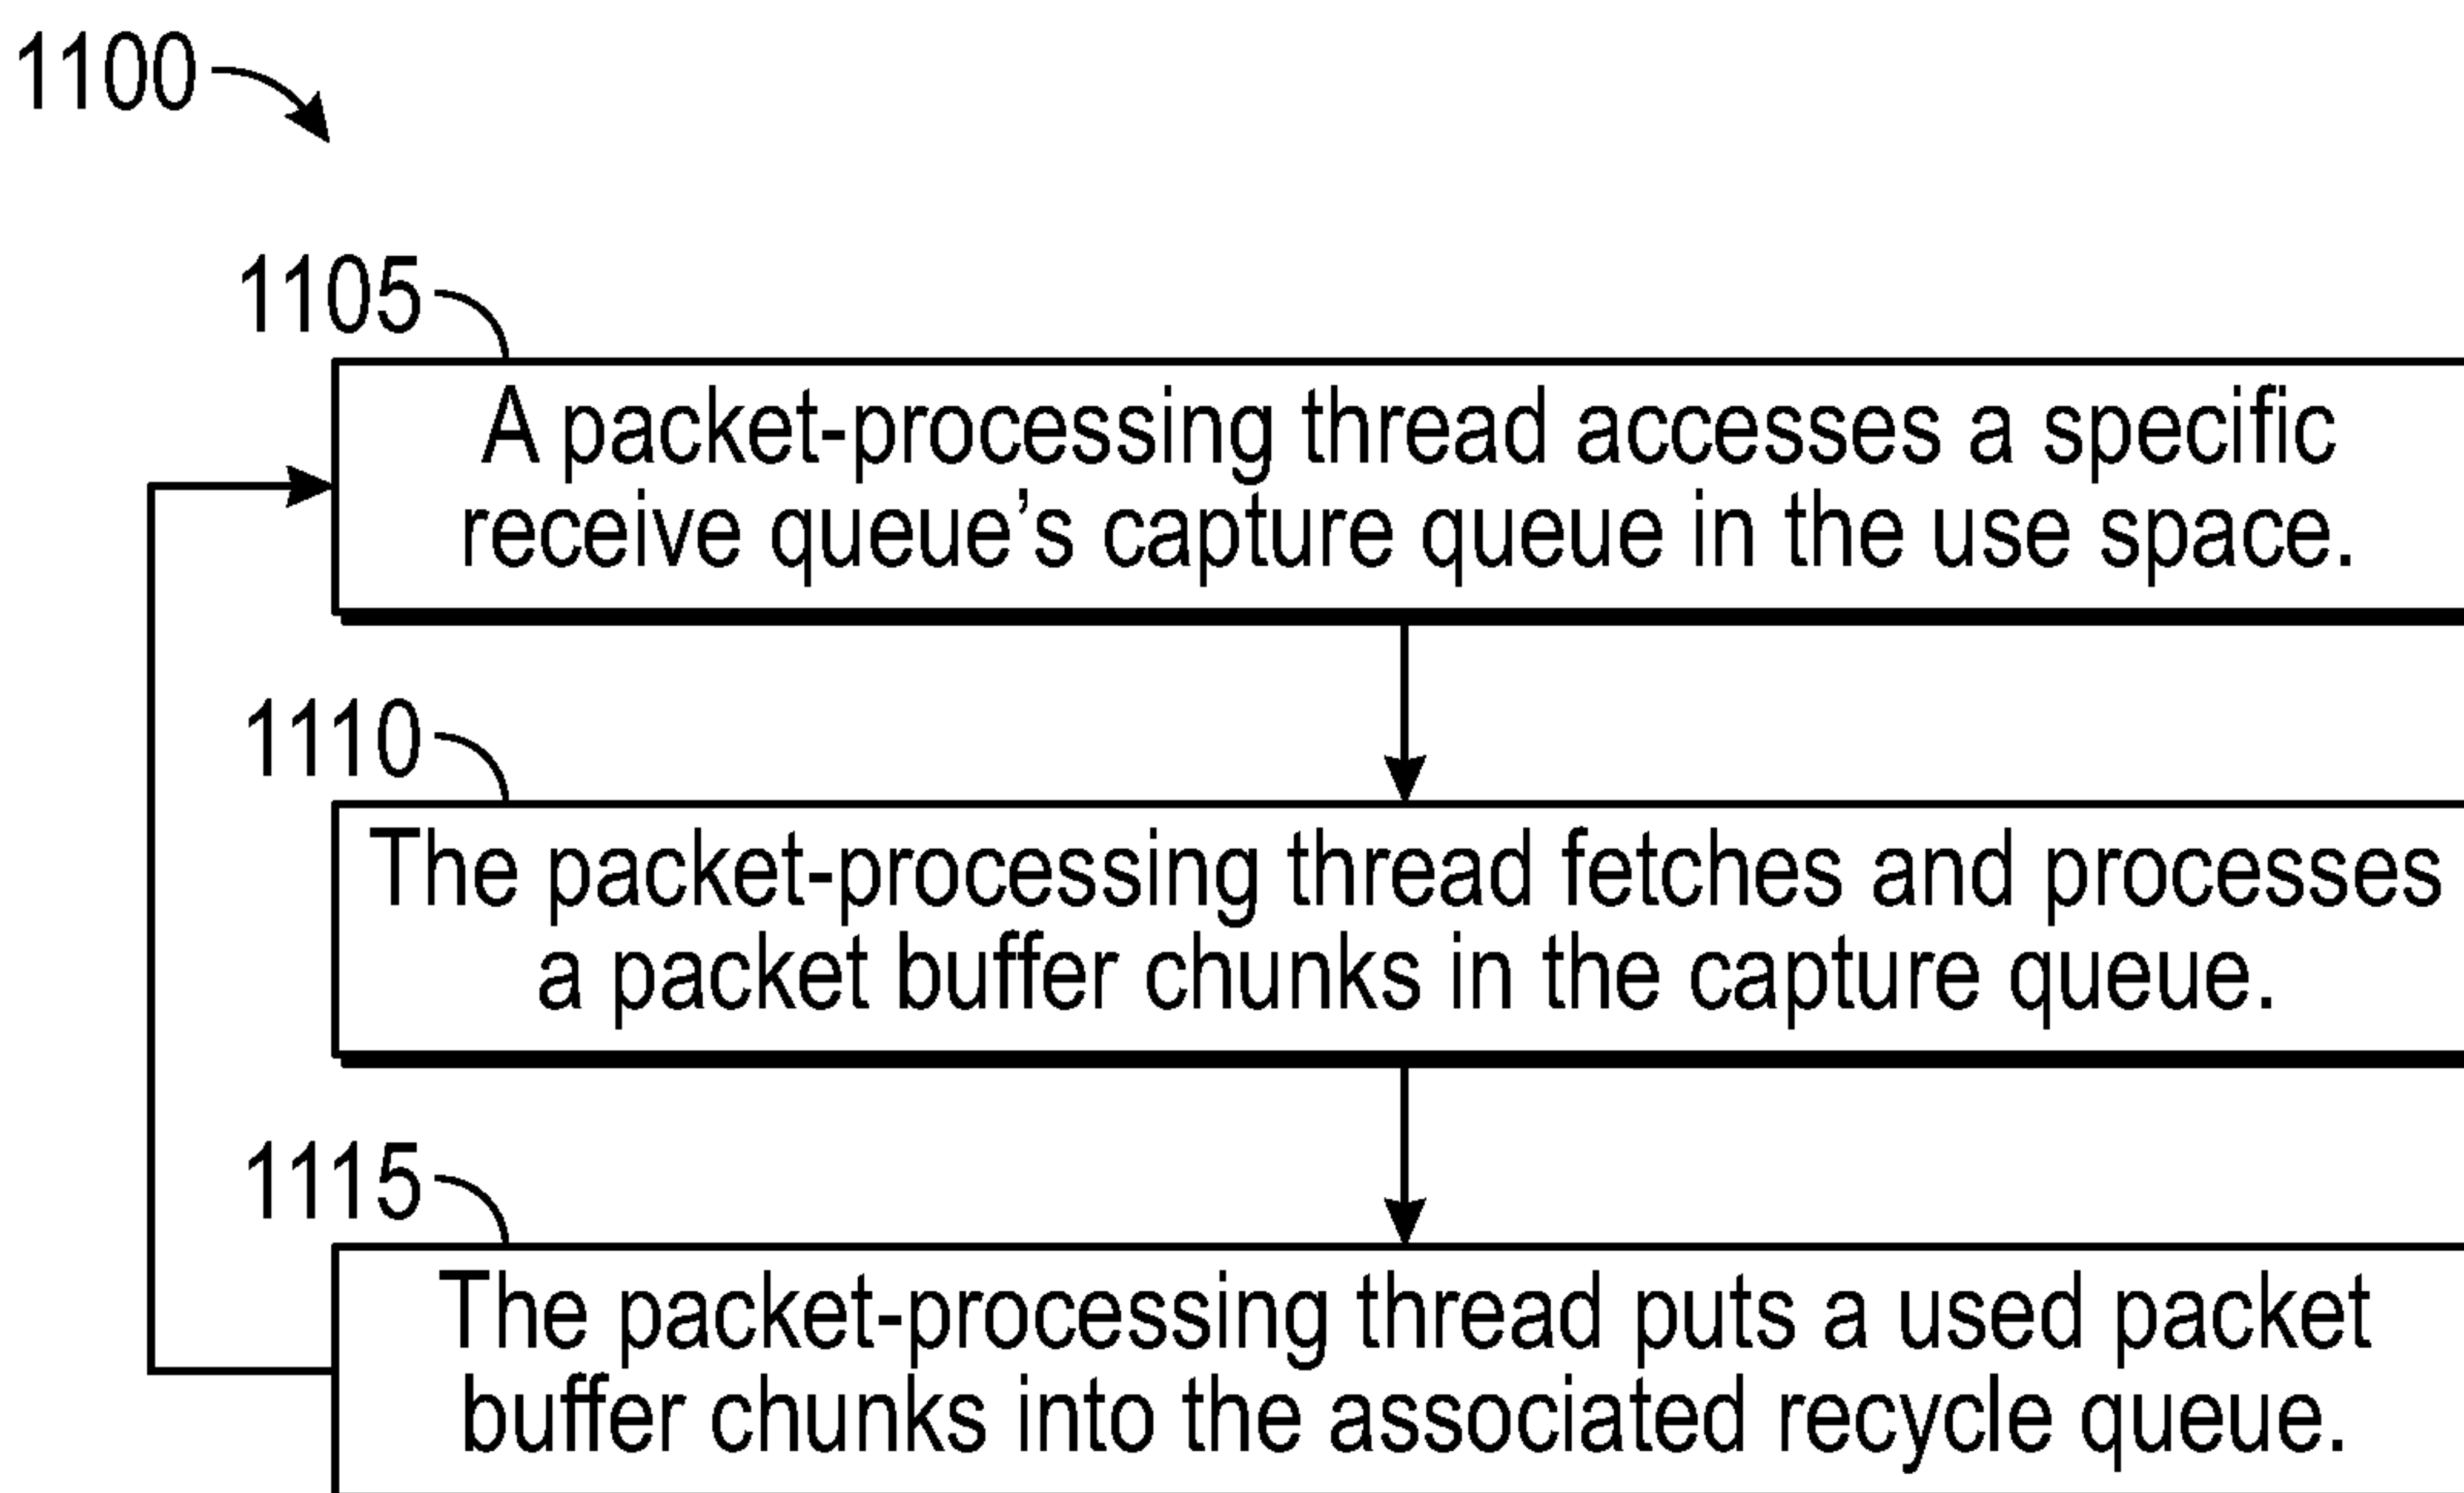 1100
1105
A packet-processing thread accesses a specific
receive queue’s capture queue in the use space.
1110
The packet-processing thread fetches and processes
a packet buffer chunks in the capture queue.
1115
The packet-processing thread puts a used packet
buffer chunks into the associated recycle queue.